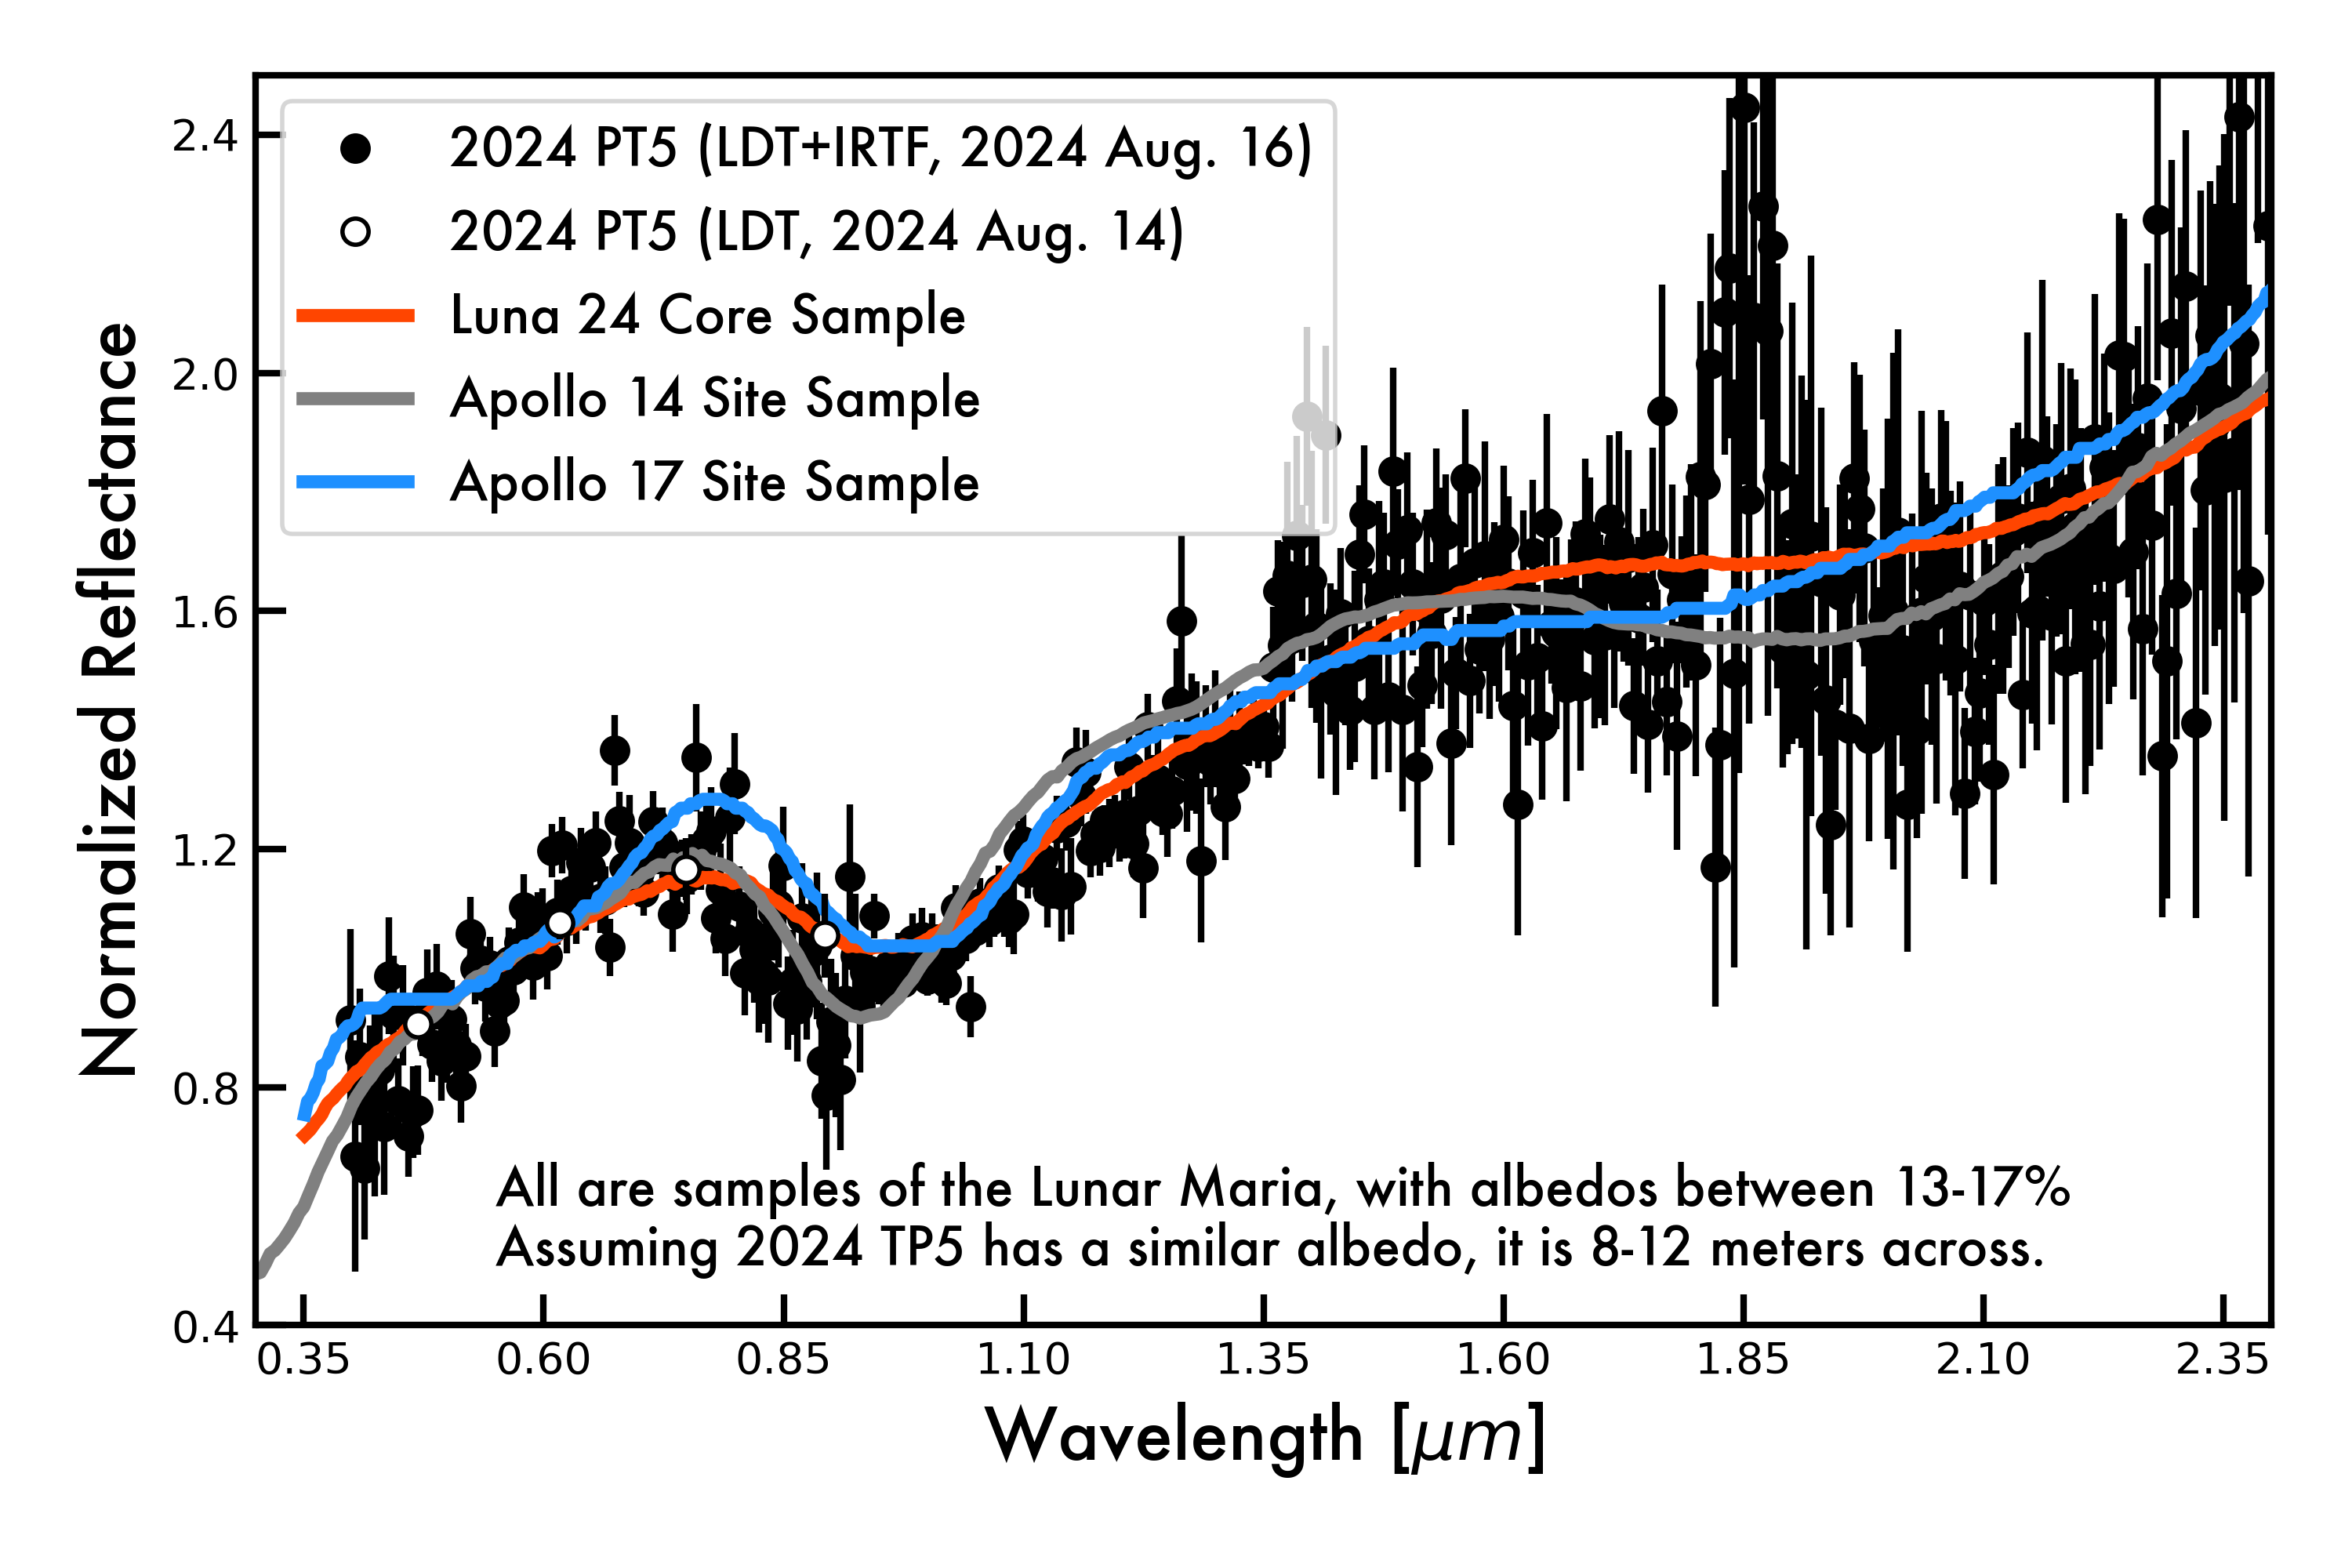 2024 PT5 (LDT+IRTF, 2024 Aug. 16)
2024 PT5 (LDT, 2024 Aug. 14)
Luna 24 Core Sample
Apollo 14 Site Sample
Apollo 17 Site Sample
Normalized Reflectance
2.4
2.0
1.6
1.2
0.8
0.4
All are samples of the Lunar Maria, with albedos between 13-17%
Assuming 2024 TP5 has a similar albedo, it is 8-12 meters across.
0.35 0.60 0.85 1.10 1.35 1.60 1.85 2.10 2.35
Wavelength [μm]